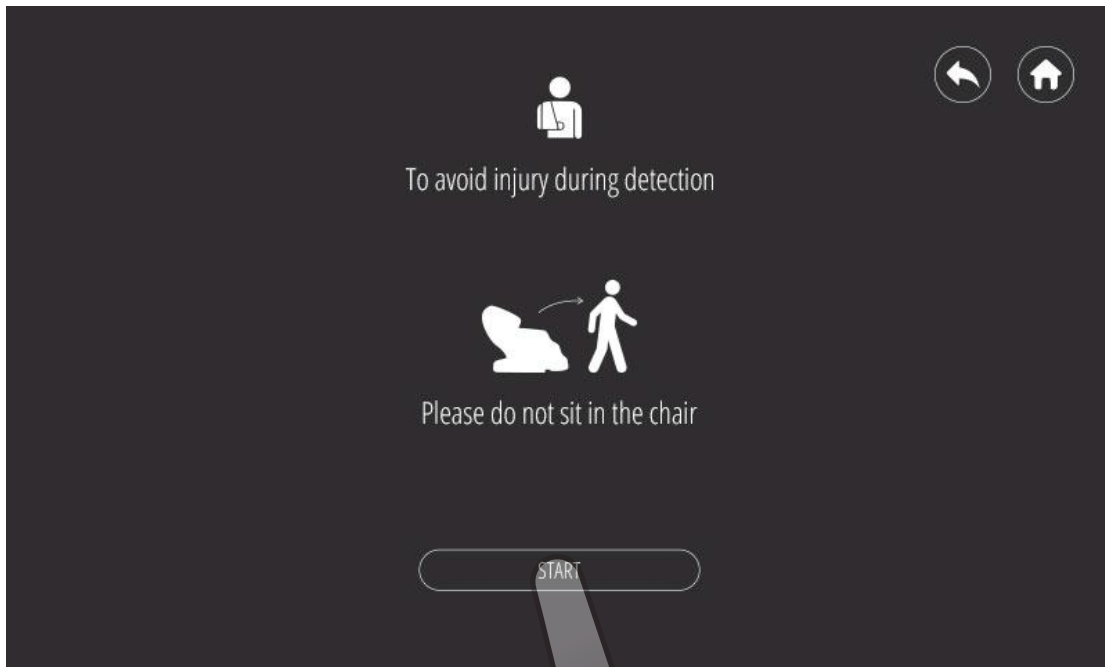 To avoid injury during detection
Please do not sit in the chair
START